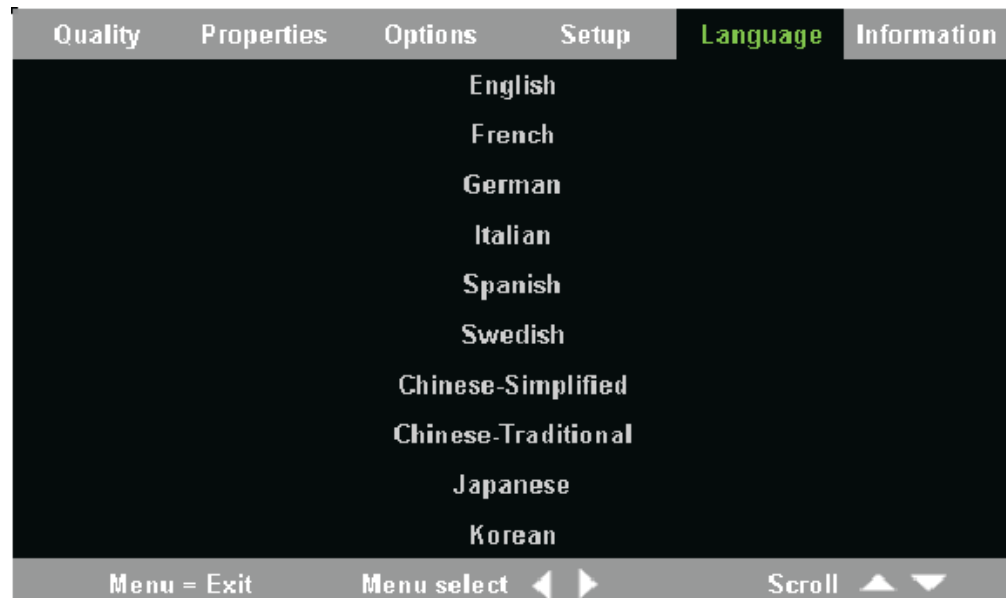 Quality Properties Options Setup Language Information
English
French
German
Italian
Spanish
Swedish
Chinese-Simplified
Chinese-Traditional
Japanese
Korean
Menu = Exit Menu select Scroll